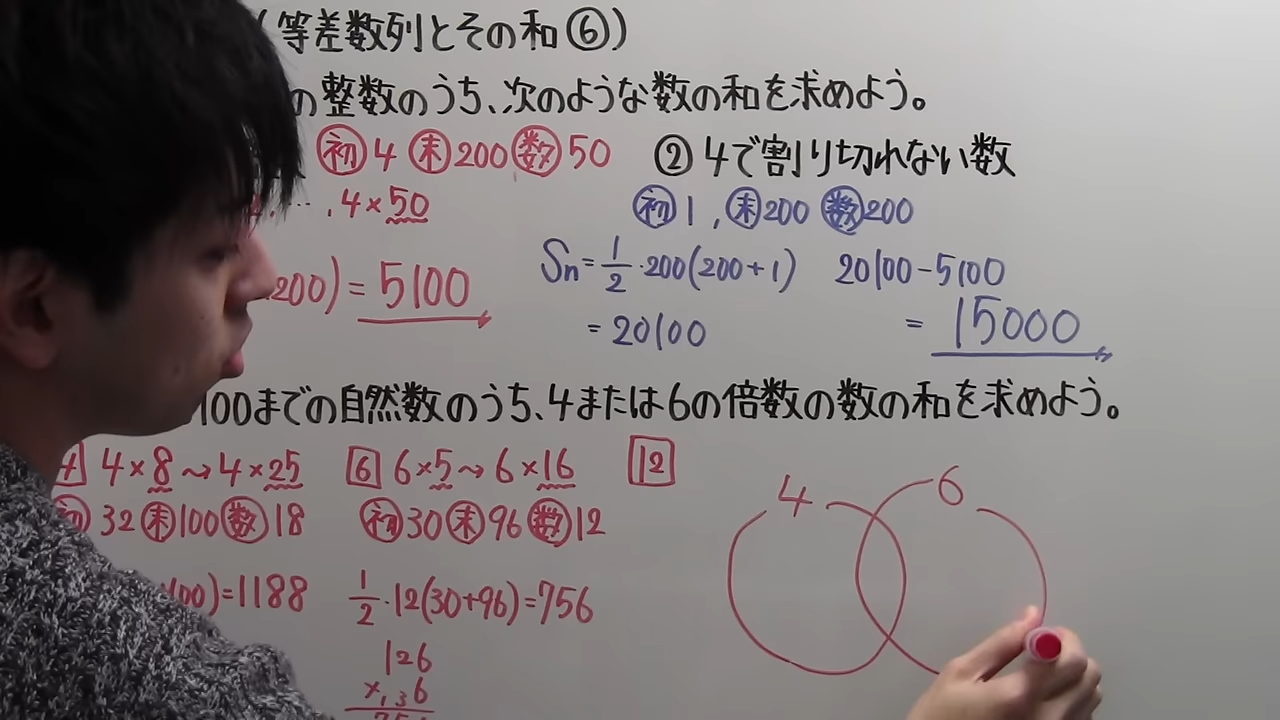 (等差数列とその和⑥)
の整数のうち、次のような数の和を求めよう。
初4 末200 数50
…. ,4×50
200)=5100
②4で割り切れない数
初1, 末200 数200
Sn=1/2・200(200+1)
=20100
20100-5100
=15000
100までの自然数のうち、4または6の倍数の数の和を求めよう。
4 4×8〜4×25
初32 末100 数18
100)=1188
6 6×5〜6×16
初30 末96 数12
1/2・12(30+96)=756
126
×,36
12
4 6